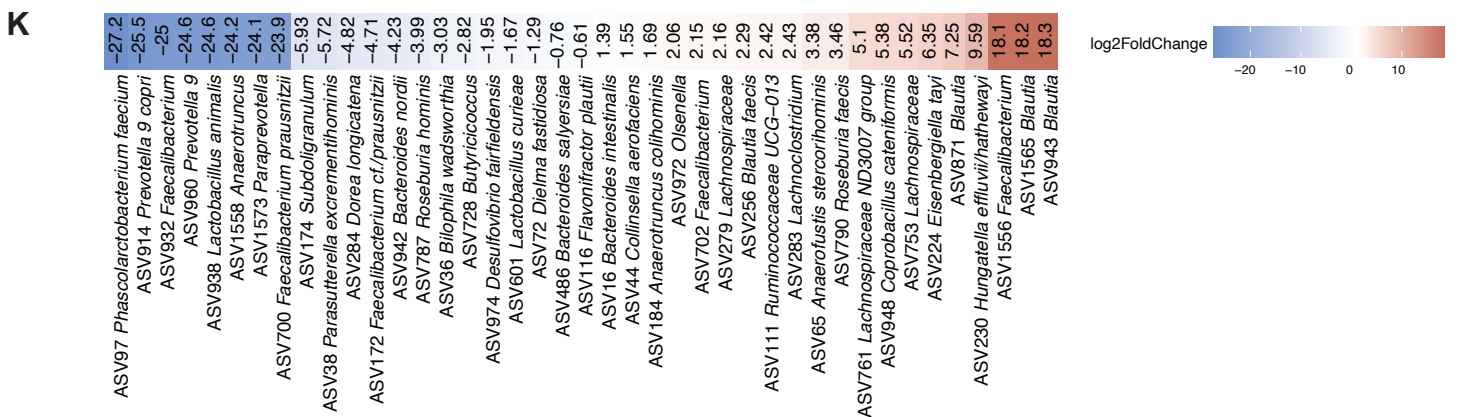 K
−27.2
−25.5
−25
−24.6
−24.6
−24.2
−24.1
−23.9
−5.93
−5.72
−4.82
−4.71
−4.23
−3.99
−3.03
−2.82
−1.95
−1.67
−1.29
−0.76
−0.61
1.39
1.55
1.69
2.06
2.15
2.16
2.29
2.42
2.43
3.38
3.46
5.1
5.38
5.52
6.35
7.25
9.59
18.1
18.2
18.3
ASV97 Phascolarctobacterium faecium
ASV914 Prevotella 9 copri
ASV932 Faecalibacterium
ASV960 Prevotella 9
ASV938 Lactobacillus animalis
ASV1558 Anaerotruncus
ASV1573 Paraprevotella
ASV700 Faecalibacterium prausnitzii
ASV174 Subdoligranulum
ASV38 Parasutterella excrementihominis
ASV284 Dorea longicatena
ASV172 Faecalibacterium cf./prausnitzii
ASV942 Bacteroides nordii
ASV787 Roseburia hominis
ASV36 Bilophila wadsworthia
ASV728 Butyricicoccus
ASV974 Desulfovibrio fairfieldensis
ASV601 Lactobacillus curieae
ASV72 Dielma fastidiosa
ASV486 Bacteroides salyersiae
ASV116 Flavonifractor plautii
ASV16 Bacteroides intestinalis
ASV44 Collinsella aerofaciens
ASV184 Anaerotruncus colihominis
ASV972 Olsenella
ASV702 Faecalibacterium
ASV279 Lachnospiraceae
ASV256 Blautia faecis
ASV111 Ruminococcaceae UCG−013
ASV283 Lachnoclostridium
ASV65 Anaerofustis stercorihominis
ASV790 Roseburia faecis
ASV761 Lachnospiraceae ND3007 group
ASV948 Coprobacillus cateniformis
ASV753 Lachnospiraceae
ASV224 Eisenbergiella tayi
ASV871 Blautia
ASV230 Hungatella effluvii/hathewayi
ASV1556 Faecalibacterium
ASV1565 Blautia
ASV943 Blautia
log2FoldChange
−20 −10 0 10